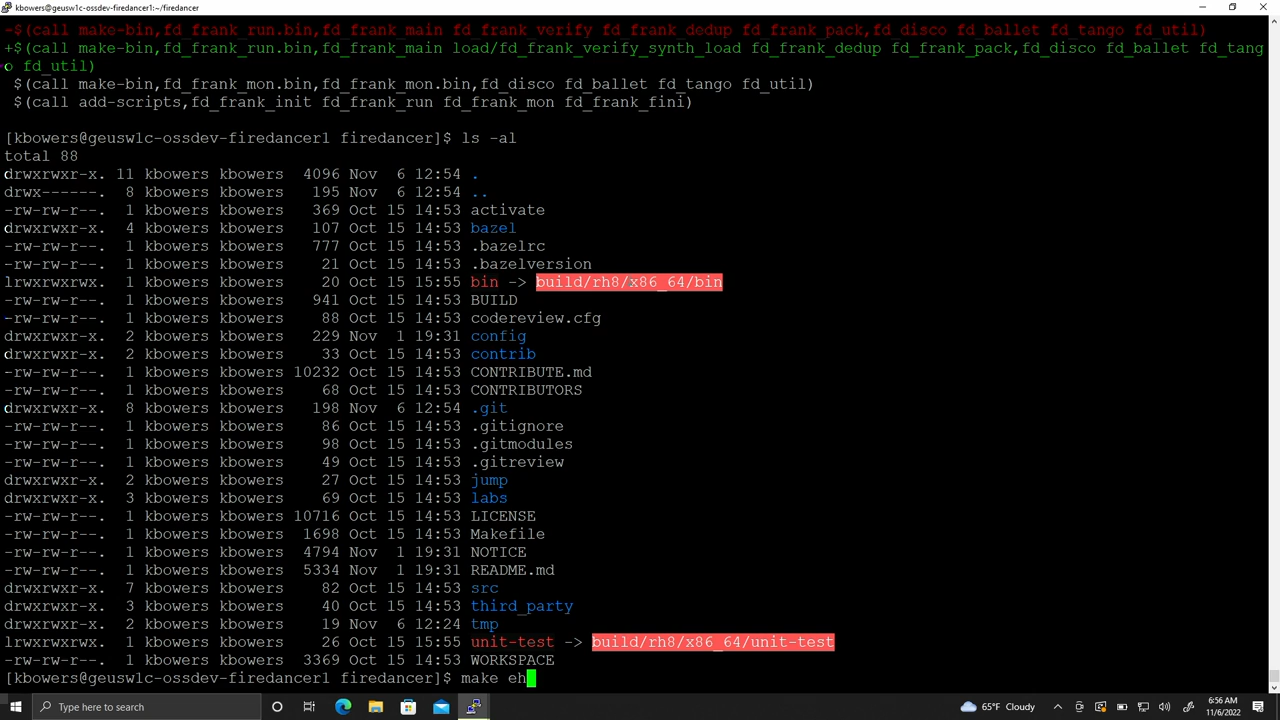 kbowers@geusw1c-ossdev-firedancer1:~/firedancer
-$(call make-bin,fd_frank_run.bin,fd_frank_main fd_frank_verify fd_frank_dedup fd_frank_pack,fd_disco fd_ballet fd_tango fd_util)
+$(call make-bin,fd_frank_run.bin,fd_frank_main load/fd_frank_verify_synth_load fd_frank_dedup fd_frank_pack,fd_disco fd_ballet fd_tang
o fd_util)
 $(call make-bin,fd_frank_mon.bin,fd_frank_mon.bin,fd_disco fd_ballet fd_tango fd_util)
 $(call add-scripts,fd_frank_init fd_frank_run fd_frank_mon fd_frank_fini)
[kbowers@geusw1c-ossdev-firedancer1 firedancer]$ ls -al
total 88
drwxrwxr-x. 11 kbowers kbowers  4096 Nov  6 12:54 .
drwx------.  8 kbowers kbowers   195 Nov  6 12:54 ..
-rw-rw-r--.  1 kbowers kbowers   369 Oct 15 14:53 activate
drwxrwxr-x.  4 kbowers kbowers   107 Oct 15 14:53 bazel
-rw-rw-r--.  1 kbowers kbowers   777 Oct 15 14:53 .bazelrc
-rw-rw-r--.  1 kbowers kbowers    21 Oct 15 14:53 .bazelversion
lrwxrwxrwx.  1 kbowers kbowers    20 Oct 15 15:55 bin -> build/rh8/x86_64/bin
-rw-rw-r--.  1 kbowers kbowers   941 Oct 15 14:53 BUILD
-rw-rw-r--.  1 kbowers kbowers    88 Oct 15 14:53 codereview.cfg
drwxrwxr-x.  2 kbowers kbowers   229 Nov  1 19:31 config
drwxrwxr-x.  2 kbowers kbowers    33 Oct 15 14:53 contrib
-rw-rw-r--.  1 kbowers kbowers 10232 Oct 15 14:53 CONTRIBUTE.md
-rw-rw-r--.  1 kbowers kbowers    68 Oct 15 14:53 CONTRIBUTORS
drwxrwxr-x.  8 kbowers kbowers   198 Nov  6 12:54 .git
-rw-rw-r--.  1 kbowers kbowers    86 Oct 15 14:53 .gitignore
-rw-rw-r--.  1 kbowers kbowers    98 Oct 15 14:53 .gitmodules
-rw-rw-r--.  1 kbowers kbowers    49 Oct 15 14:53 .gitreview
drwxrwxr-x.  2 kbowers kbowers    27 Oct 15 14:53 jump
drwxrwxr-x.  3 kbowers kbowers    69 Oct 15 14:53 labs
-rw-rw-r--.  1 kbowers kbowers 10716 Oct 15 14:53 LICENSE
-rw-rw-r--.  1 kbowers kbowers  1698 Oct 15 14:53 Makefile
-rw-rw-r--.  1 kbowers kbowers  4794 Nov  1 19:31 NOTICE
-rw-rw-r--.  1 kbowers kbowers  5334 Nov  1 19:31 README.md
drwxrwxr-x.  7 kbowers kbowers    82 Oct 15 14:53 src
drwxrwxr-x.  3 kbowers kbowers    40 Oct 15 14:53 third_party
drwxrwxr-x.  2 kbowers kbowers    19 Nov  6 12:24 tmp
lrwxrwxrwx.  1 kbowers kbowers    26 Oct 15 15:55 unit-test -> build/rh8/x86_64/unit-test
-rw-rw-r--.  1 kbowers kbowers  3369 Oct 15 14:53 WORKSPACE
[kbowers@geusw1c-ossdev-firedancer1 firedancer]$ make eh
Type here to search
65°F Cloudy
6:56 AM
11/6/2022